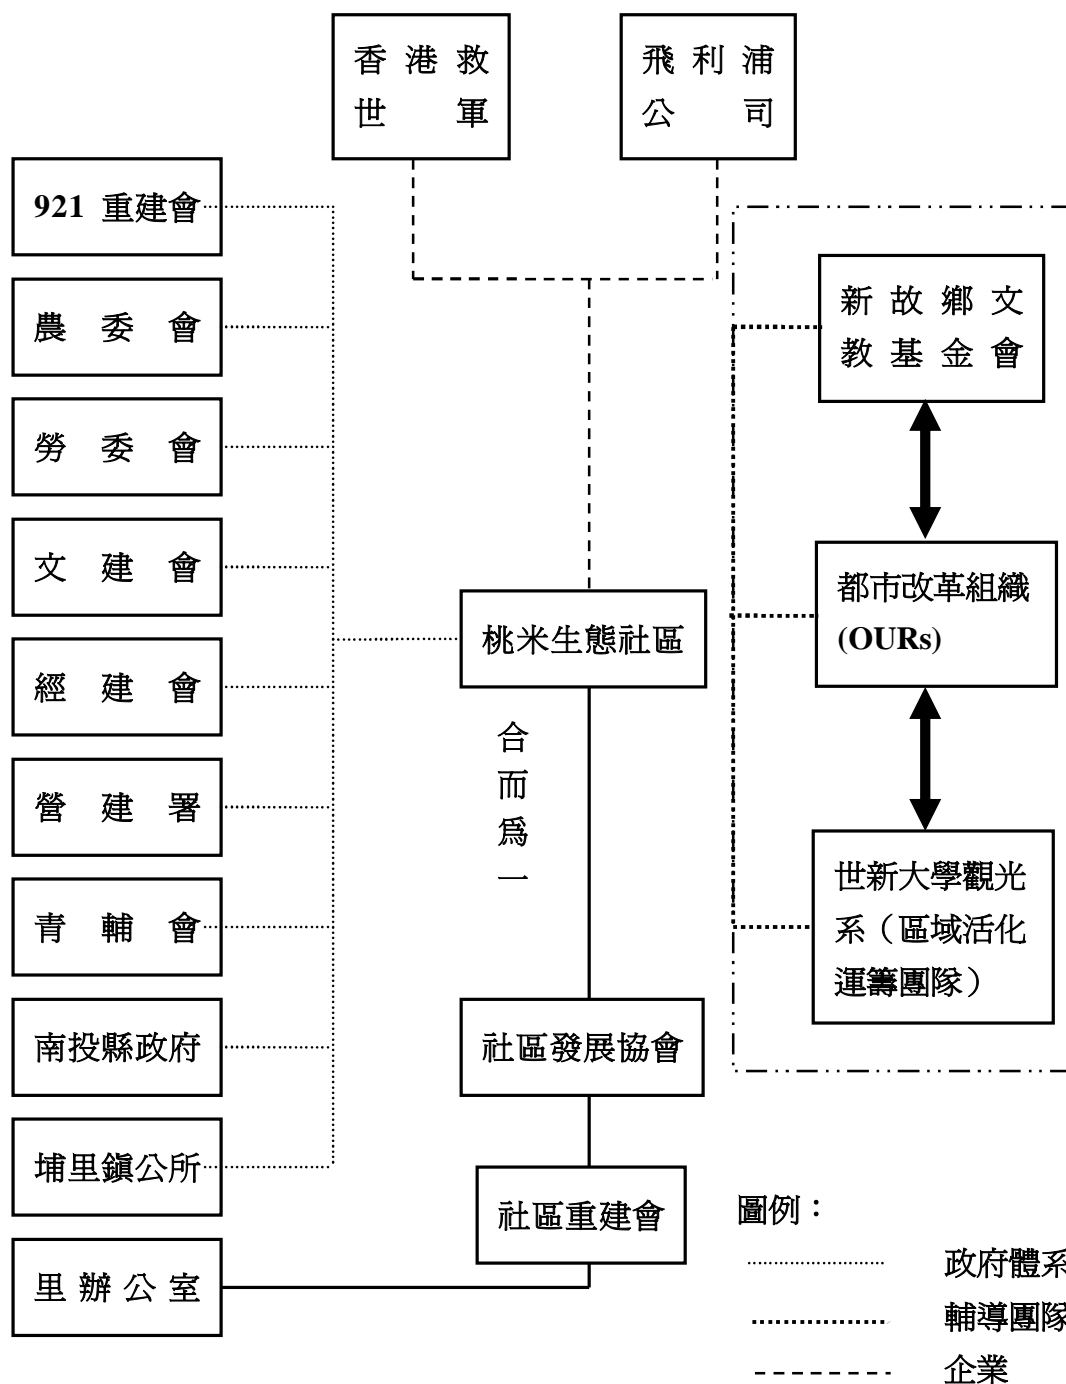 香港救
世軍
飛利浦
公司
921 重建會
農委會
勞委會
文建會
經建會
營建署
青輔會
南投縣政府
埔里鎮公所
里辦公室
桃米生態社區
合
而
爲
一
社區發展協會
社區重建會
新故鄉文
教基金會
都市改革組織
(OURs)
世新大學觀光
系（區域活化
運籌團隊）
圖例：
政府體系
輔導團隊
企業